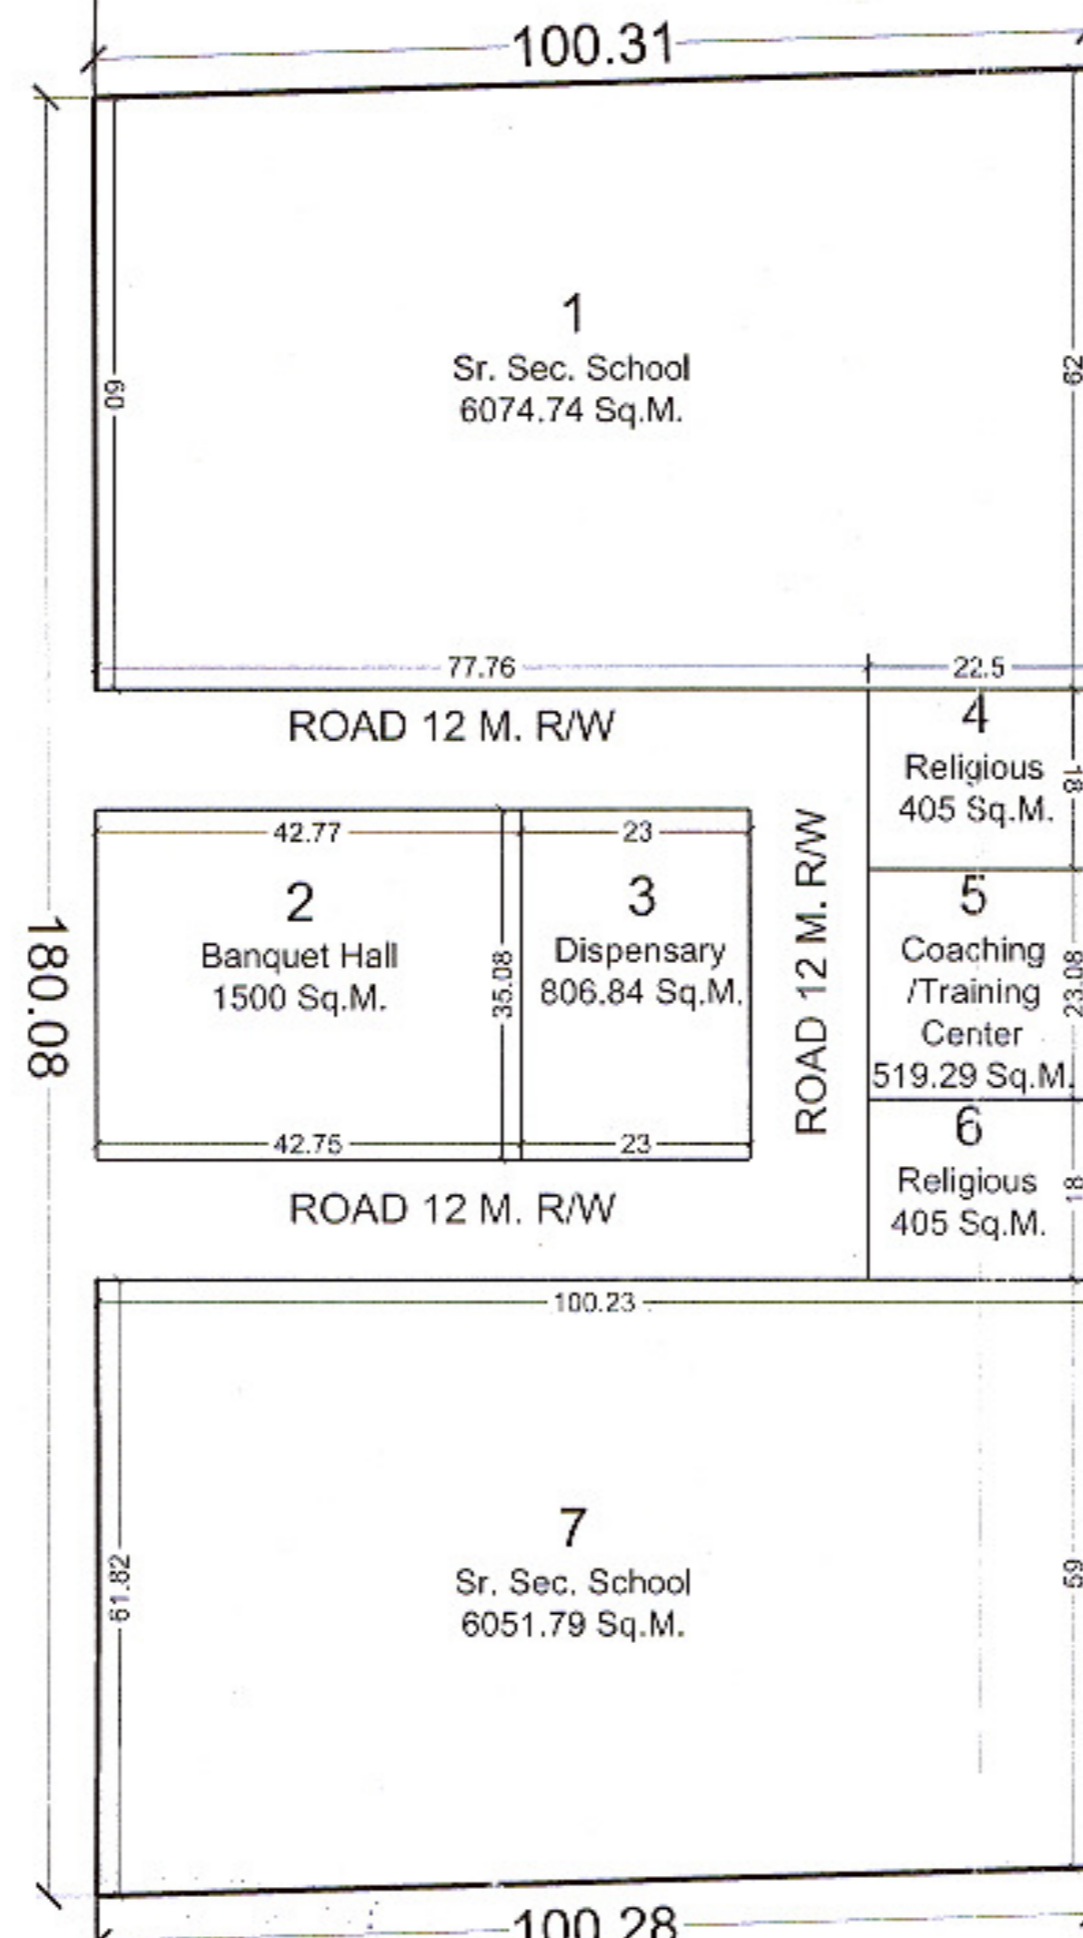 100.31
1
Sr. Sec. School
6074.74 Sq.M.
60
62
77.76
22.5
ROAD 12 M. R/W
4
Religious
405 Sq.M.
18
42.77
23
2
Banquet Hall
1500 Sq.M.
35.08
3
Dispensary
806.84 Sq.M.
ROAD 12 M. R/W
5
Coaching
/Training
Center
519.29 Sq.M.
23.08
180.08
42.75
23
6
Religious
405 Sq.M.
18
ROAD 12 M. R/W
100.23
7
Sr. Sec. School
6051.79 Sq.M.
61.82
59
100.28